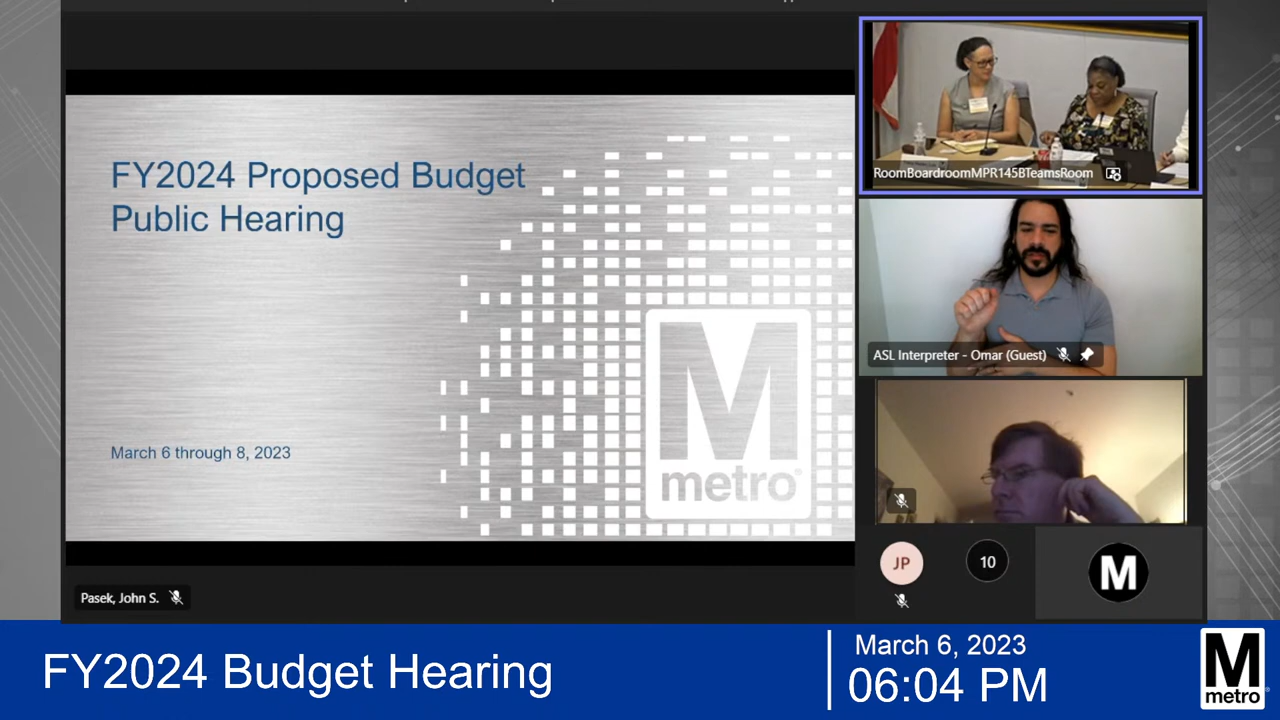 FY2024 Proposed Budget
Public Hearing
March 6 through 8, 2023
M
metro
Pasek, John S.
RoomBoardroomMPR145BTeamsRoom
ASL Interpreter - Omar (Guest)
JP
10
M
FY2024 Budget Hearing
March 6, 2023
06:04 PM
M
metro